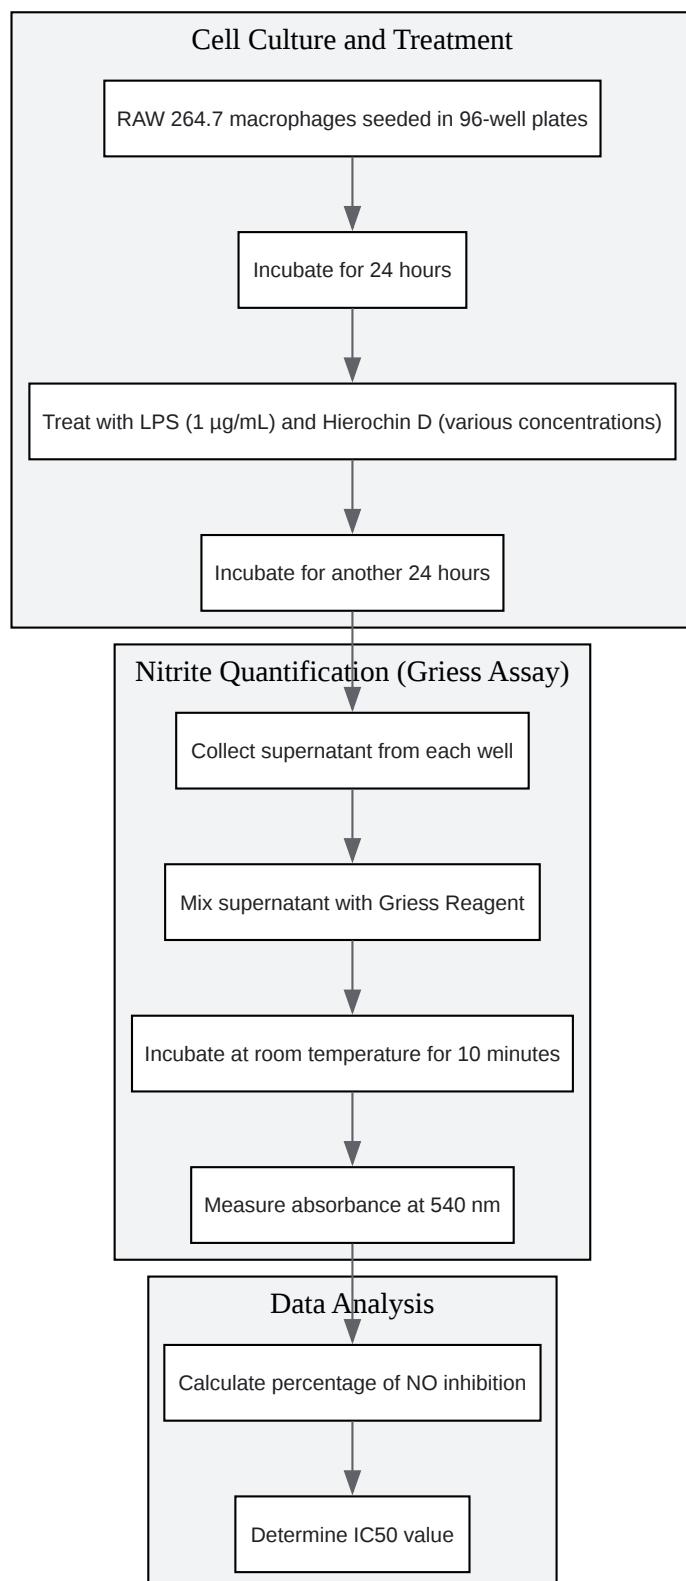 Cell Culture and Treatment
RAW 264.7 macrophages seeded in 96-well plates
Incubate for 24 hours
Treat with LPS (1 µg/mL) and Hierochin D (various concentrations)
Incubate for another 24 hours
Nitrite Quantification (Griess Assay)
Collect supernatant from each well
Mix supernatant with Griess Reagent
Incubate at room temperature for 10 minutes
Measure absorbance at 540 nm
Data Analysis
Calculate percentage of NO inhibition
Determine IC50 value